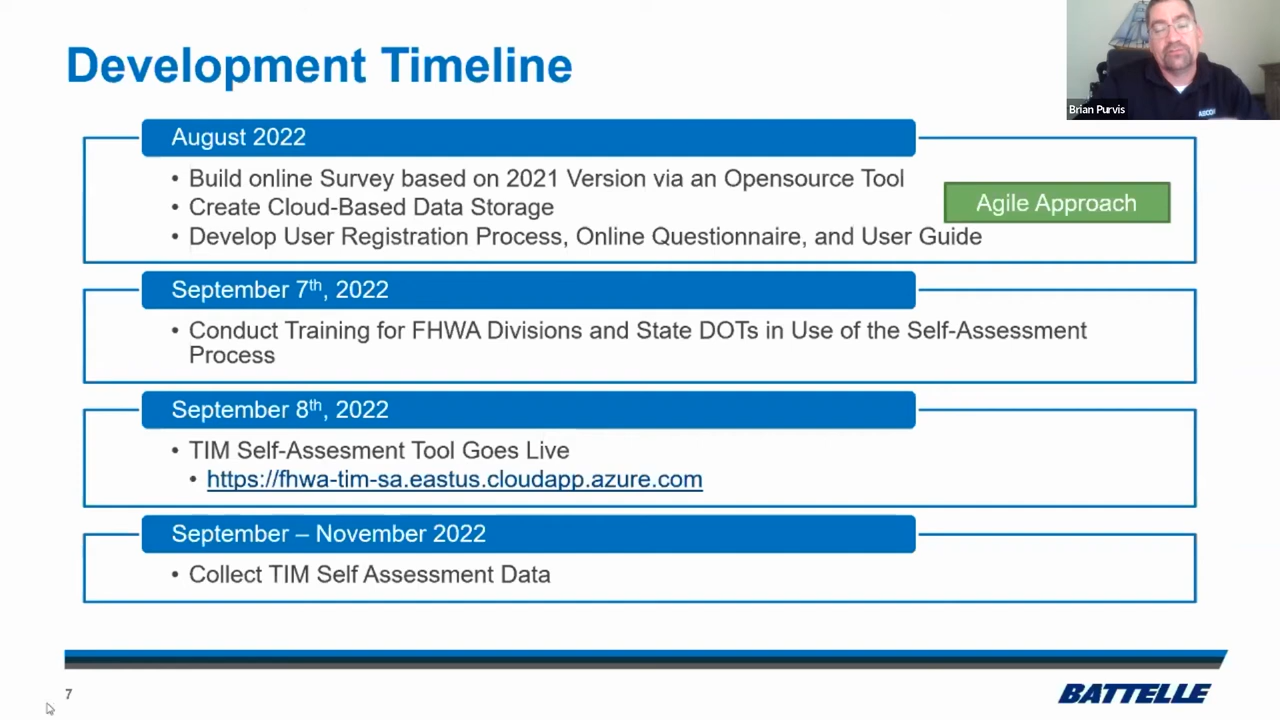 Development Timeline
Brian Purvis
August 2022
• Build online Survey based on 2021 Version via an Opensource Tool
• Create Cloud-Based Data Storage
• Develop User Registration Process, Online Questionnaire, and User Guide
Agile Approach
September 7th, 2022
• Conduct Training for FHWA Divisions and State DOTs in Use of the Self-Assessment
Process
September 8th, 2022
• TIM Self-Assesment Tool Goes Live
• https://fhwa-tim-sa.eastus.cloudapp.azure.com
September – November 2022
• Collect TIM Self Assessment Data
7
BATTELLE